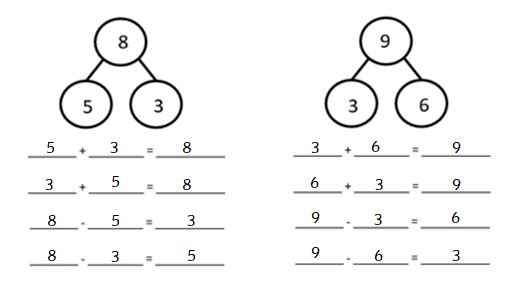 8
5 3
5 + 3 = 8
3 + 5 = 8
8 - 5 = 3
8 - 3 = 5
9
3 6
3 + 6 = 9
6 + 3 = 9
9 - 3 = 6
9 - 6 = 3